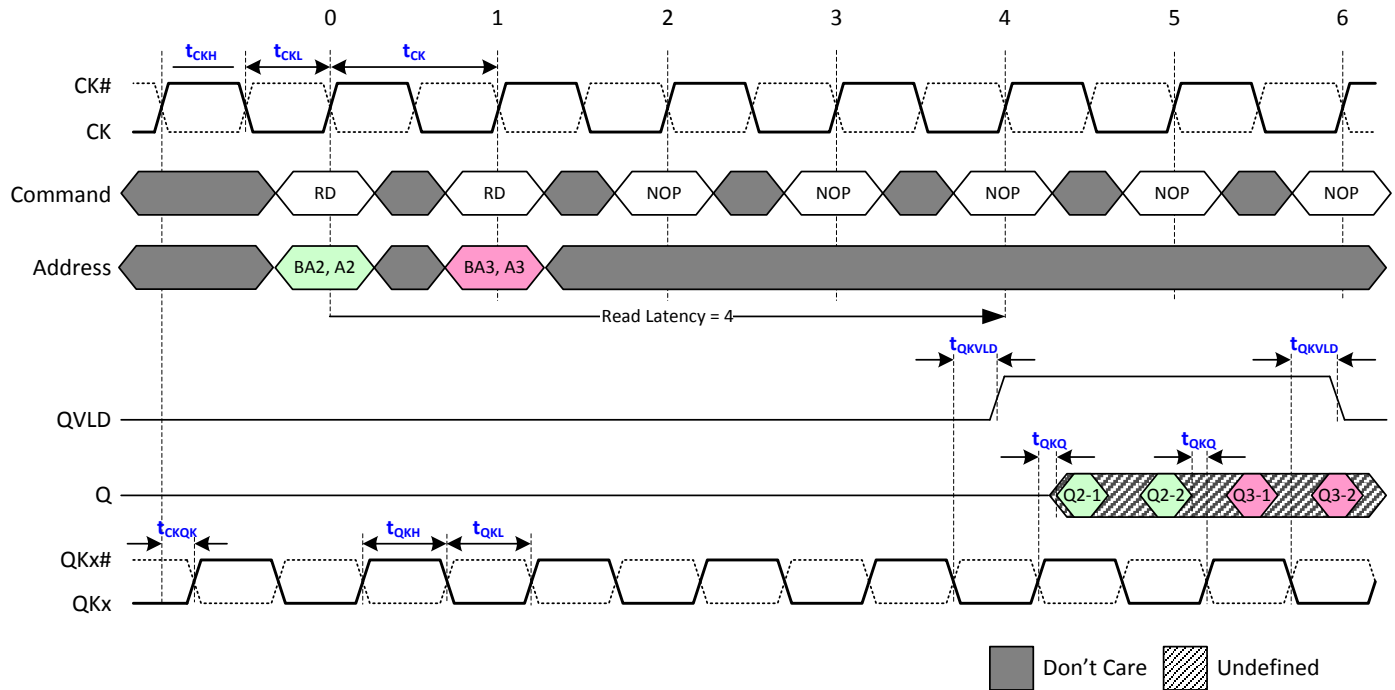 0 1 2 3 4 5 6
tCKH tCKL tCK
CK#
CK
Command RD RD NOP NOP NOP NOP NOP
Address BA2, A2 BA3, A3
Read Latency = 4
tQKVLD tQKVLD
QVLD
tQKQ tQKQ
Q Q2-1 Q2-2 Q3-1 Q3-2
tCKQK tQKH tQKL
QKx#
QKx
Don't Care Undefined